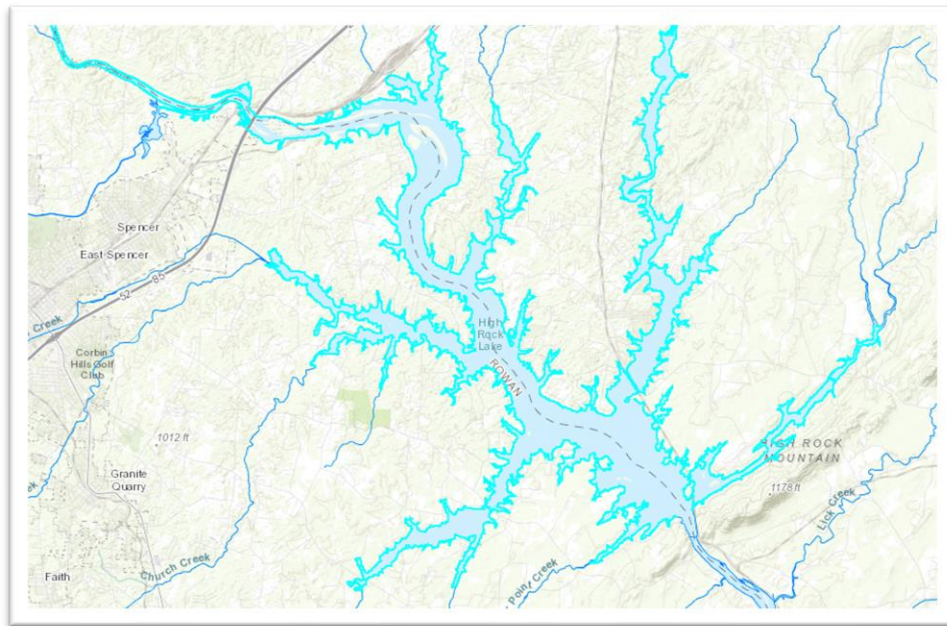 Spencer
East Spencer
52
85
Creek
Corbin
Hills Golf
Club
High
Rock
Lake
ROWAN
1012 ft
HIGH ROCK
MOUNTAIN
Granite
Quarry
1178 ft
Lick Creek
Church Creek
Point Creek
Faith